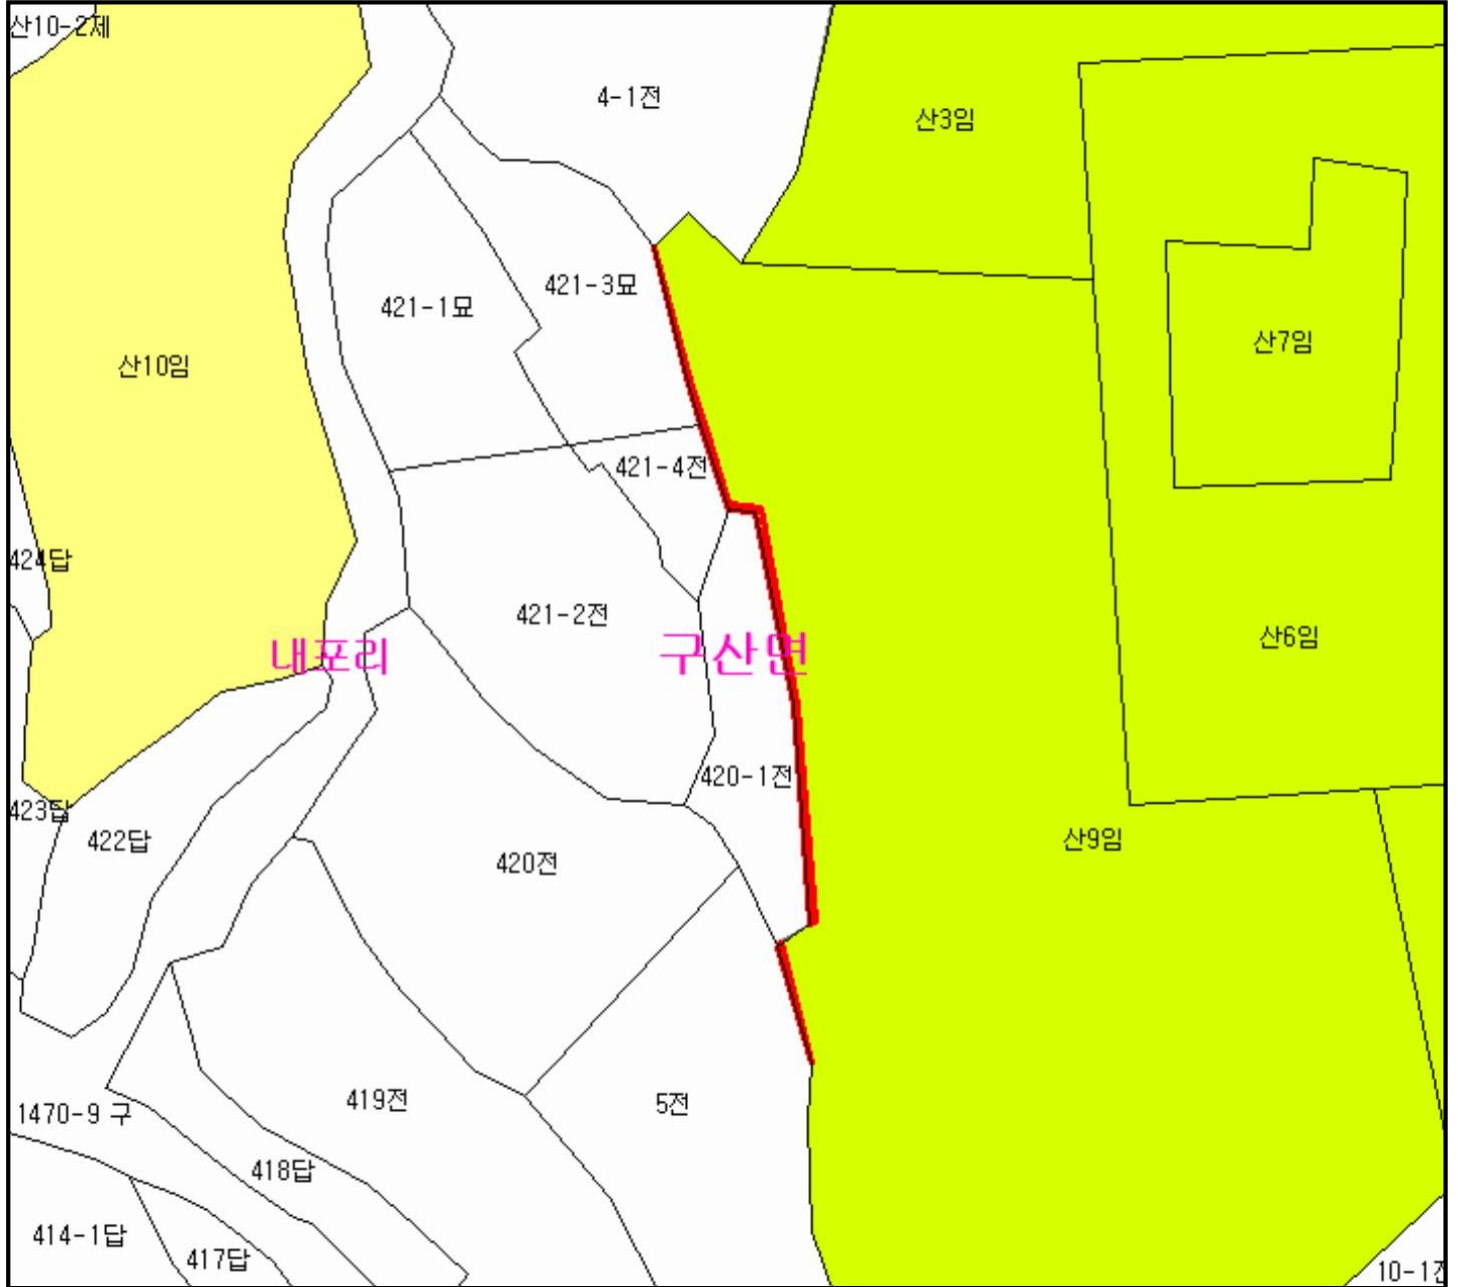 산10-2제
4-1전
산3임
421-3묘
421-1묘
산7임
산10임
421-4전
424답
421-2전
산6임
내포리
구산면
420-1전
423답
422답
산9임
420전
419전
5전
1470-9 구
418답
414-1답
417답
10-1전